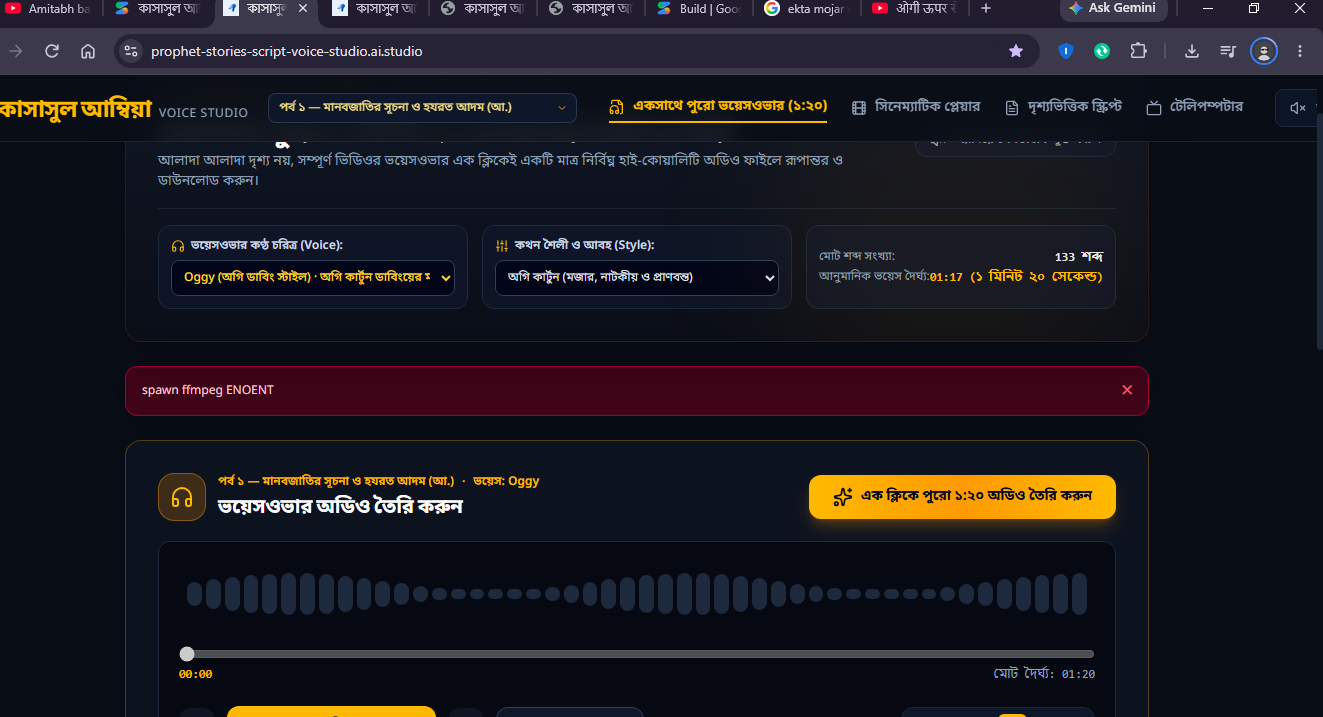 Amitabh ba
কাসাসুল
কাসাসুল
কাসাসুল
কাসাসুল
কাসাসুল
Build | Goo
ekta mojar
ओगी ऊपर
Ask Gemini
prophet-stories-script-voice-studio.ai.studio
কাসাসুল আম্বিয়া VOICE STUDIO
পর্ব ১ — মানবজাতির সূচনা ও হযরত আদম (আ.)
একসাথে পুরো ভয়েসওভার (১:২০)
সিনেম্যাটিক প্লেয়ার
দৃশ্যভিত্তিক স্ক্রিপ্ট
টেলিপম্পটার
আলাদা আলাদা দৃশ্য নয়, সম্পূর্ণ ভিডিওর ভয়েসওভার এক ক্লিকেই একটি মাত্র নির্বিঘ্ন হাই-কোয়ালিটি অডিও ফাইলে রূপান্তর ও
ডাউনলোড করুন।
ভয়েসওভার কণ্ঠ চরিত্র (Voice):
Oggy (অগি ডাবিং স্টাইল) · অগি কার্টুন ডাবিংয়ের
কথন শৈলী ও আবহ (Style):
অগি কার্টুন (মজার, নাটকীয় ও প্রাণবন্ত)
মোট শব্দ সংখ্যা: 133 শব্দ
আনুমানিক ভয়েস দৈর্ঘ্য: 01:17 (১ মিনিট ২০ সেকেন্ড)
spawn ffmpeg ENOENT
পর্ব ১ — মানবজাতির সূচনা ও হযরত আদম (আ.) · ভয়েস: Oggy
ভয়েসওভার অডিও তৈরি করুন
এক ক্লিকে পুরো ১:২০ অডিও তৈরি করুন
00:00
মোট দৈর্ঘ্য: 01:20